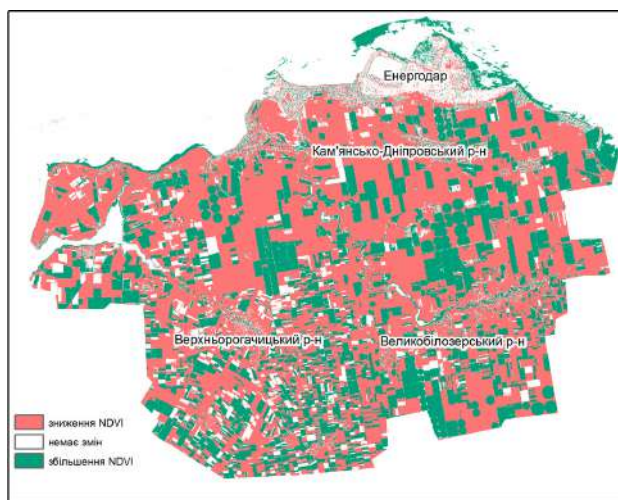 Енергодар
Кам'янсько-Дніпровський р-н
Верхньорогачицький р-н
Великобілозерський р-н
зниження NDVI
немає змін
збільшення NDVI